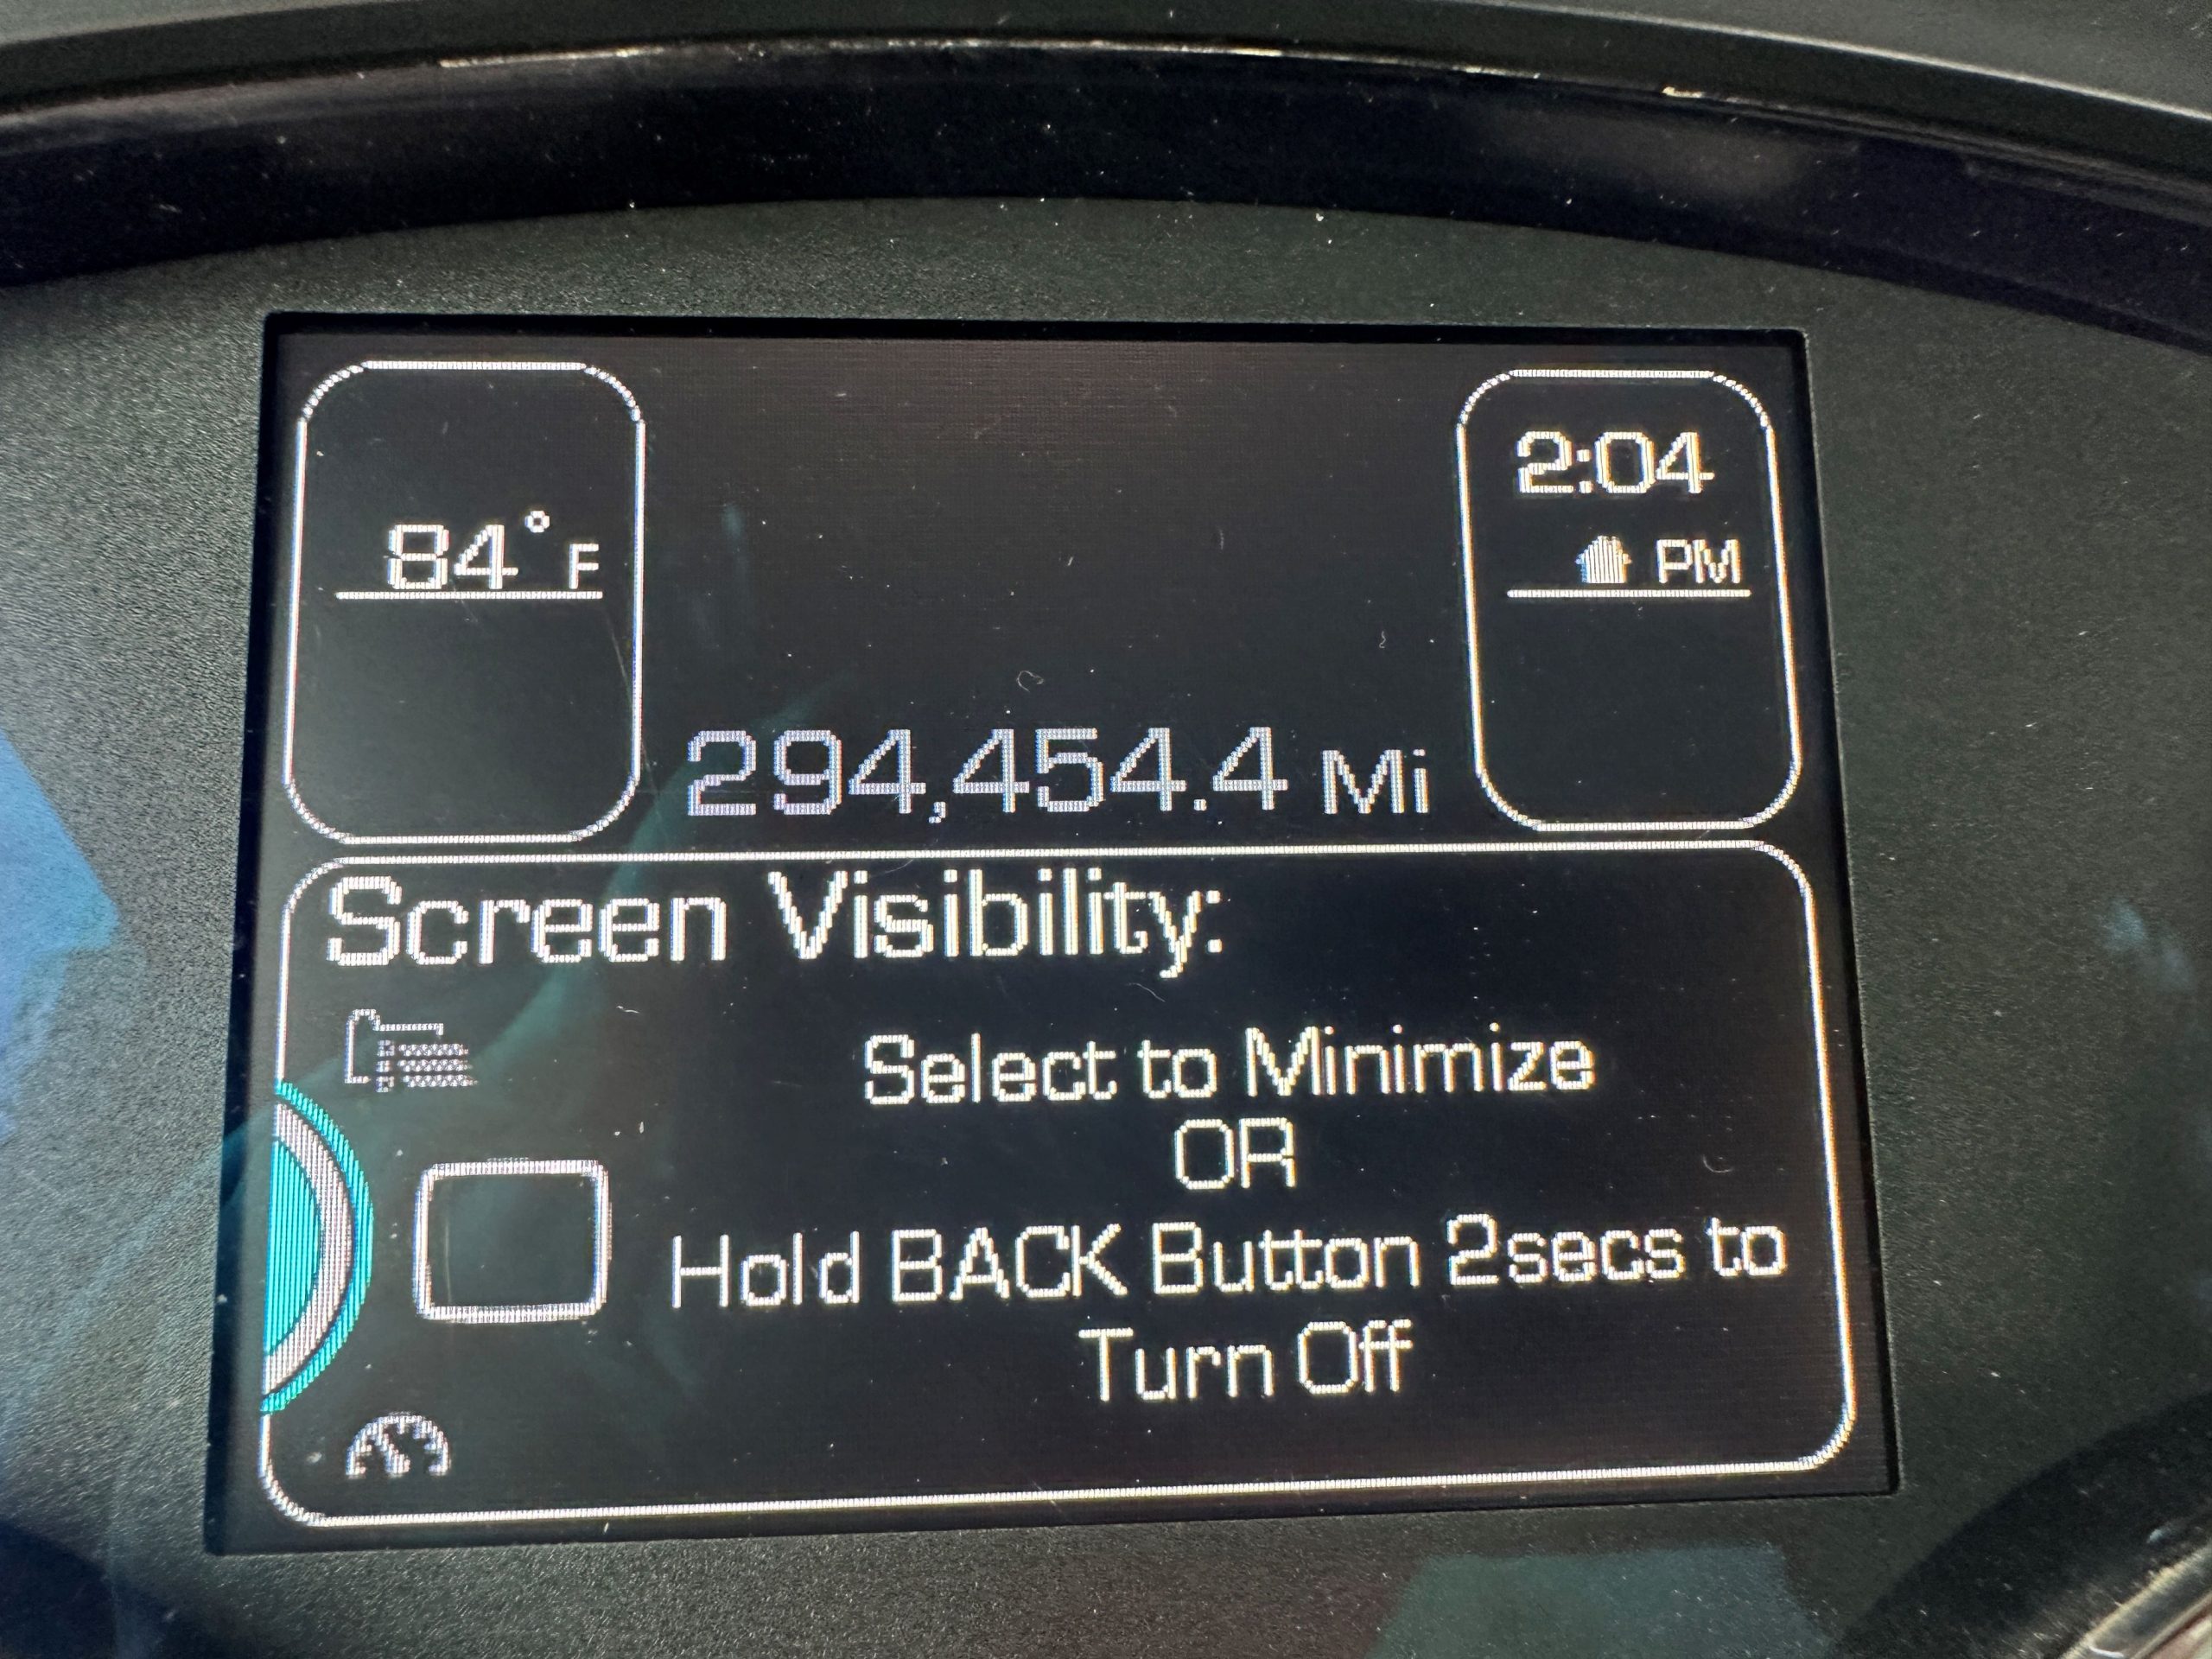 84° F
2:04
PM
294,454.4 Mi
Screen Visibility:
Select to Minimize
OR
Hold BACK Button 2secs to
Turn Off